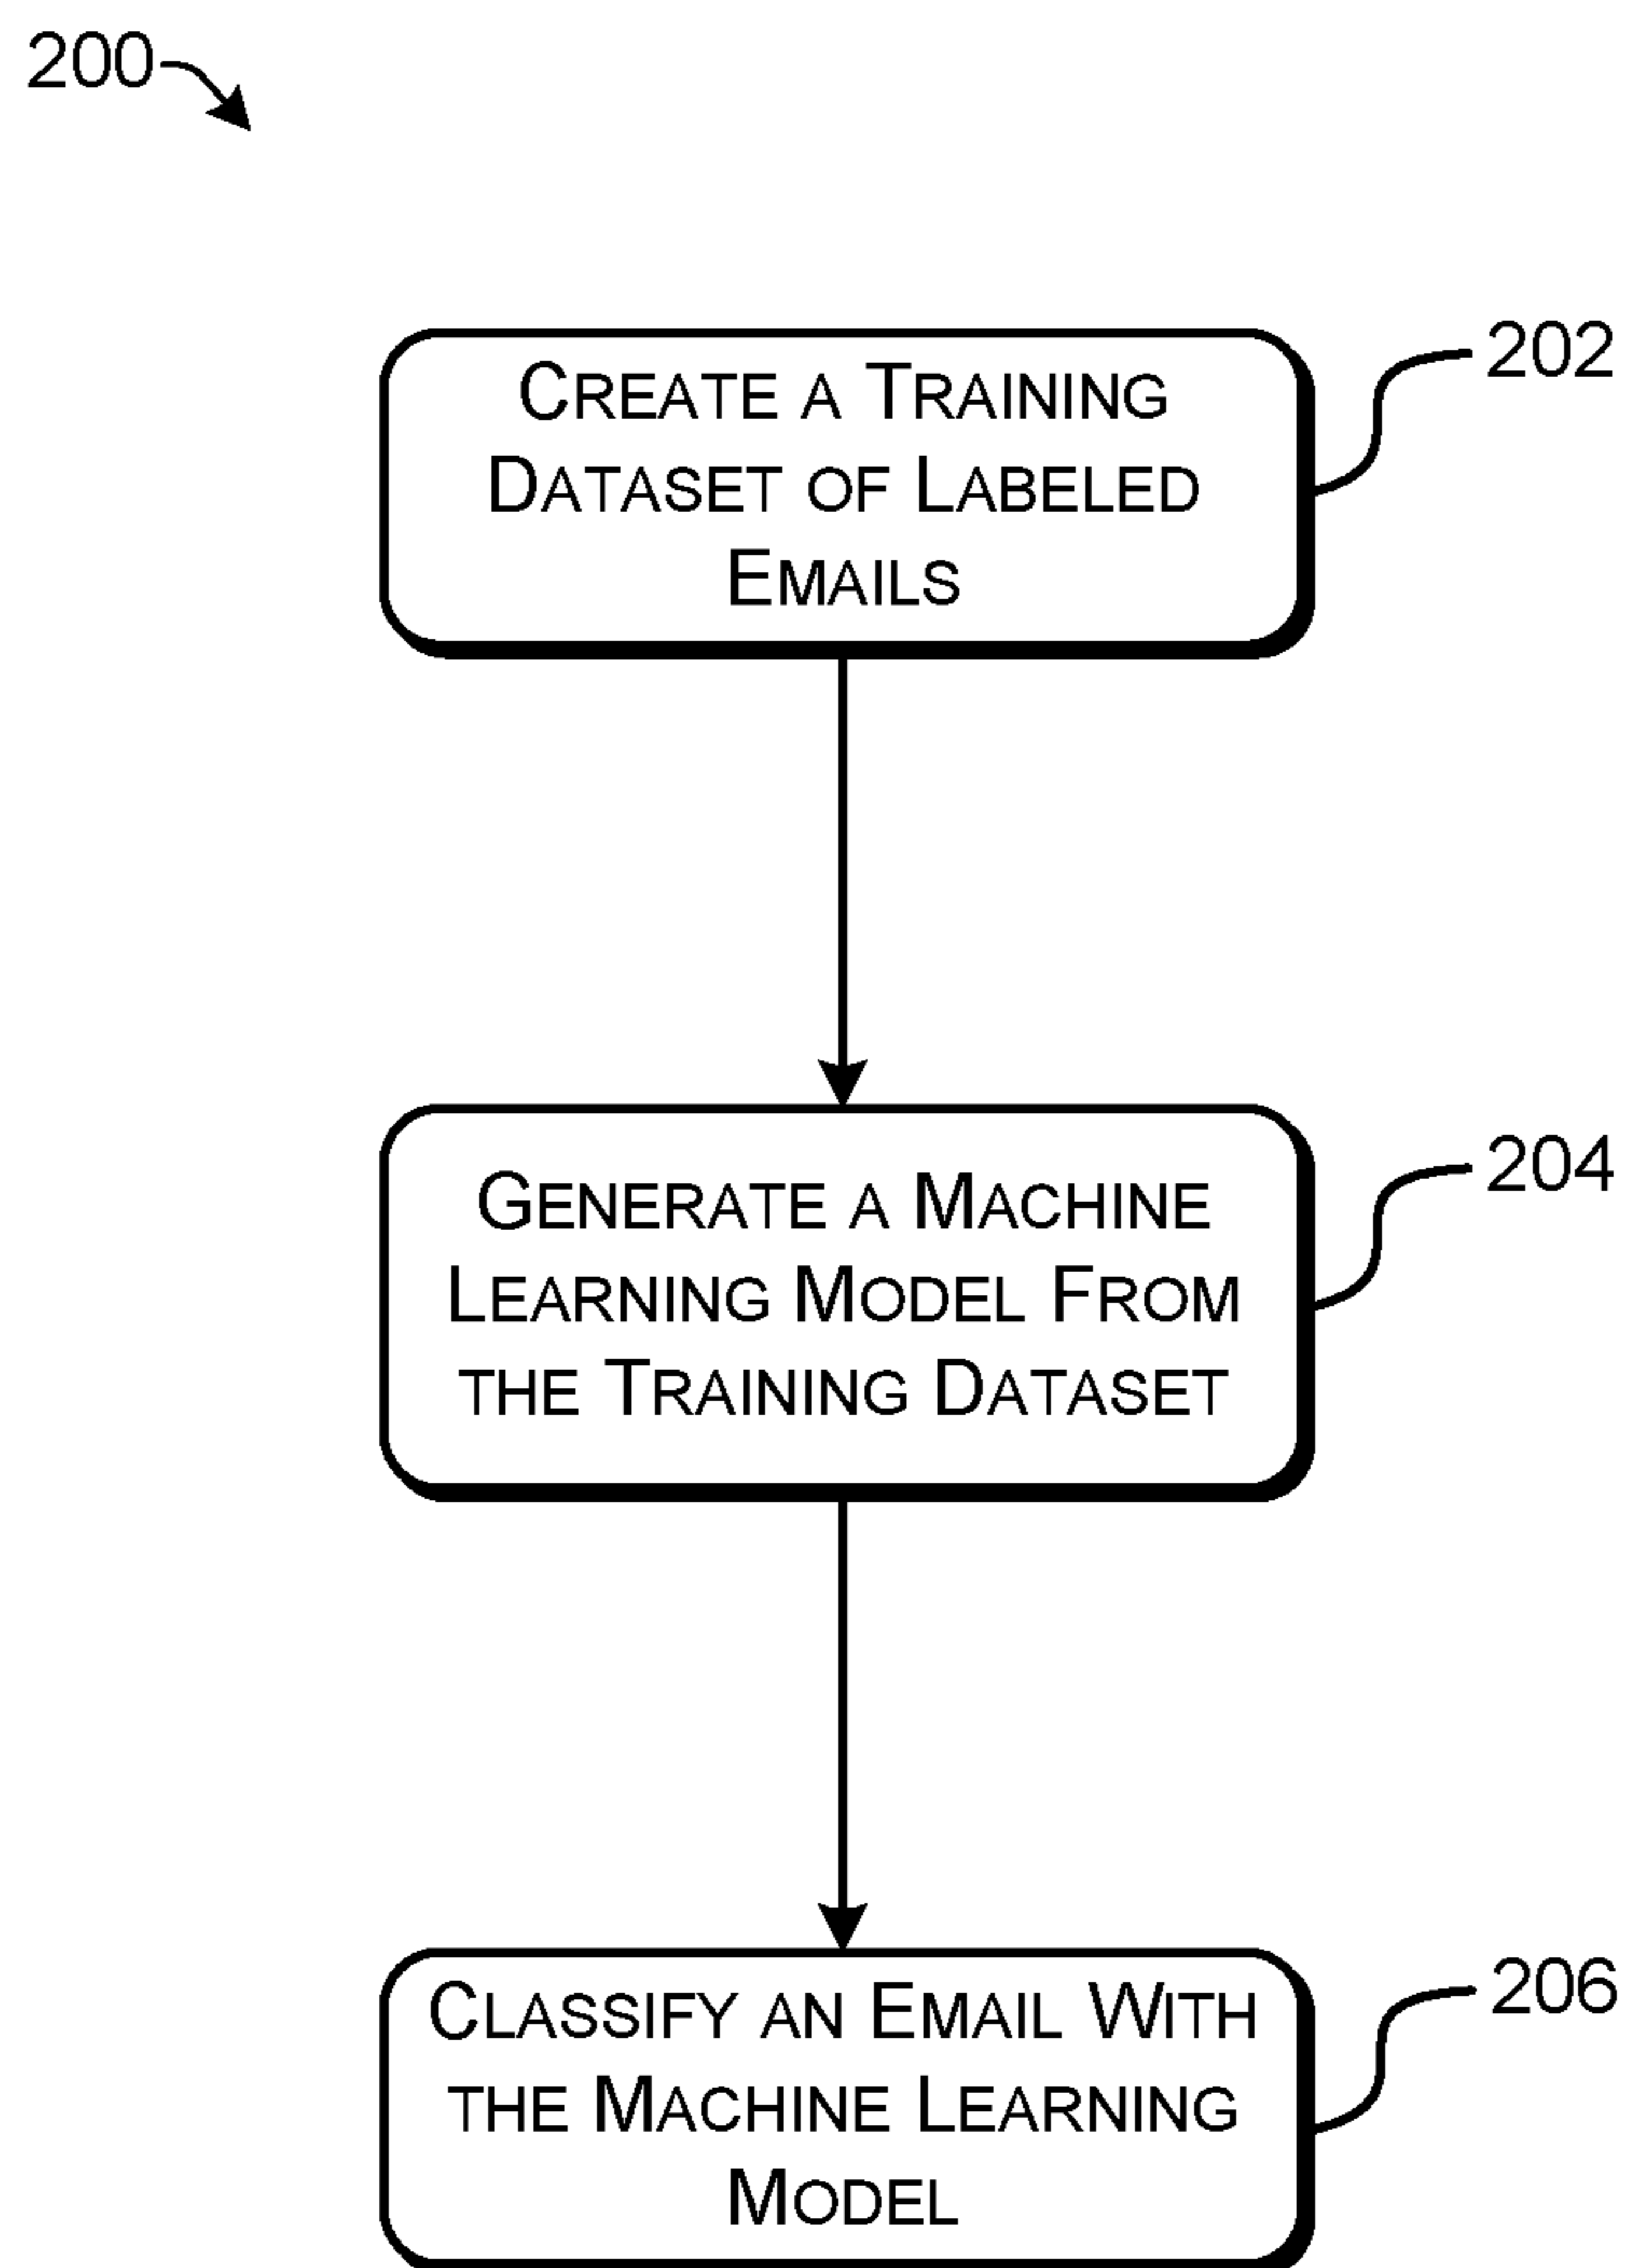 200
202
CREATE A TRAINING
DATASET OF LABELED
EMAILS
204
GENERATE A MACHINE
LEARNING MODEL FROM
THE TRAINING DATASET
206
CLASSIFY AN EMAIL WITH
THE MACHINE LEARNING
MODEL